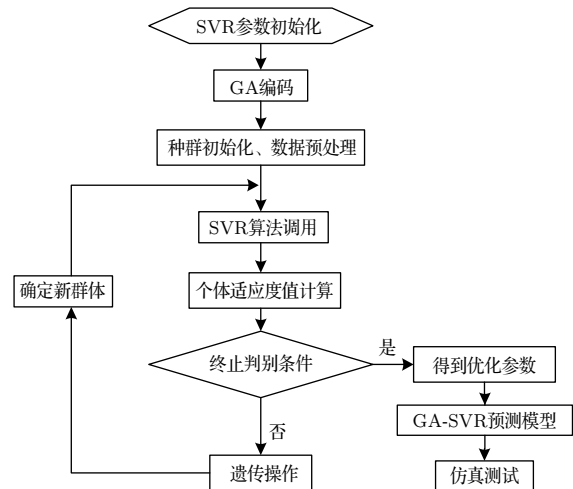 SVR参数初始化
GA编码
种群初始化、数据预处理
SVR算法调用
确定新群体
个体适应度值计算
终止判别条件
是
得到优化参数
否
GA-SVR预测模型
遗传操作
仿真测试